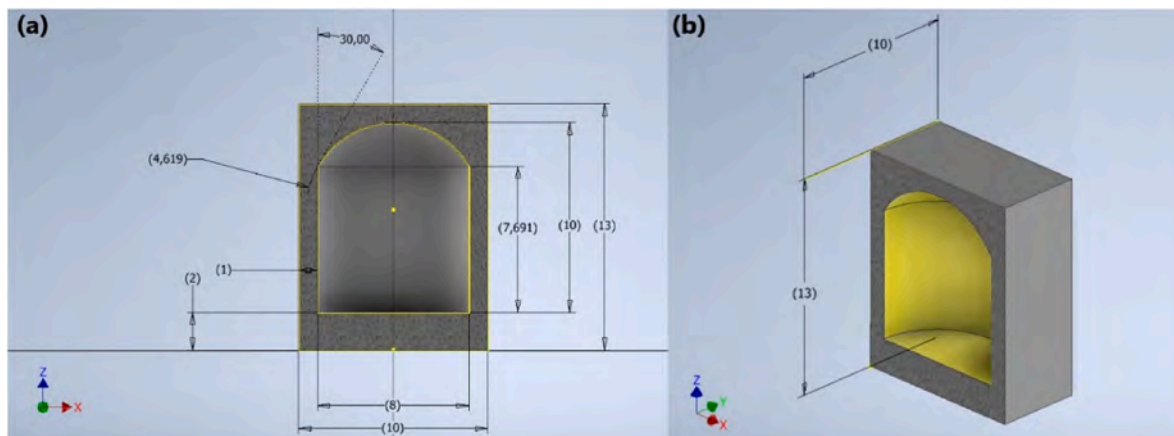 (a)
30,00
(4,619)
(7,691)
(10)
(13)
(1)
(2)
(8)
(10)
Z
X
(b)
(10)
(13)
Z
Y
X